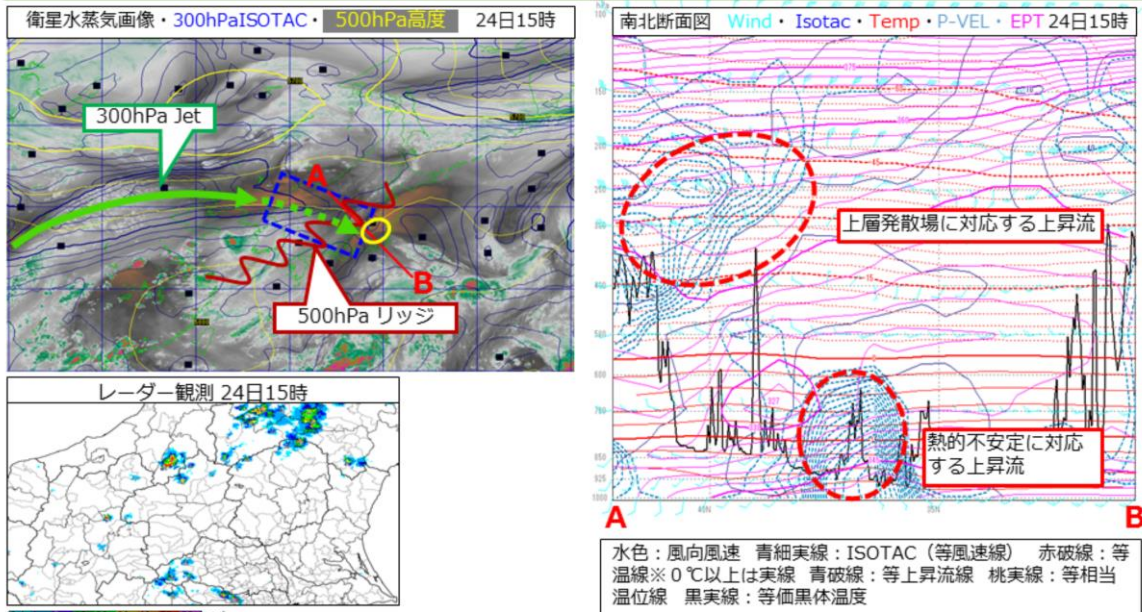 衛星水蒸気画像・300hPaISOTAC・ 500hPa高度 24日15時
300hPa Jet
A
B
500hPa リッジ
レーダー観測 24日15時
南北断面図 Wind・Isotac・Temp・P-VEL・ EPT 24日15時
上層発散場に対応する上昇流
熱的不安定に対応
する上昇流
40N
35N
A
B
水色：風向風速 青細実線：ISOTAC（等風速線） 赤破線：等
温線※０℃以上は実線 青破線：等上昇流線 桃実線：等相当
温位線 黒実線：等価黒体温度